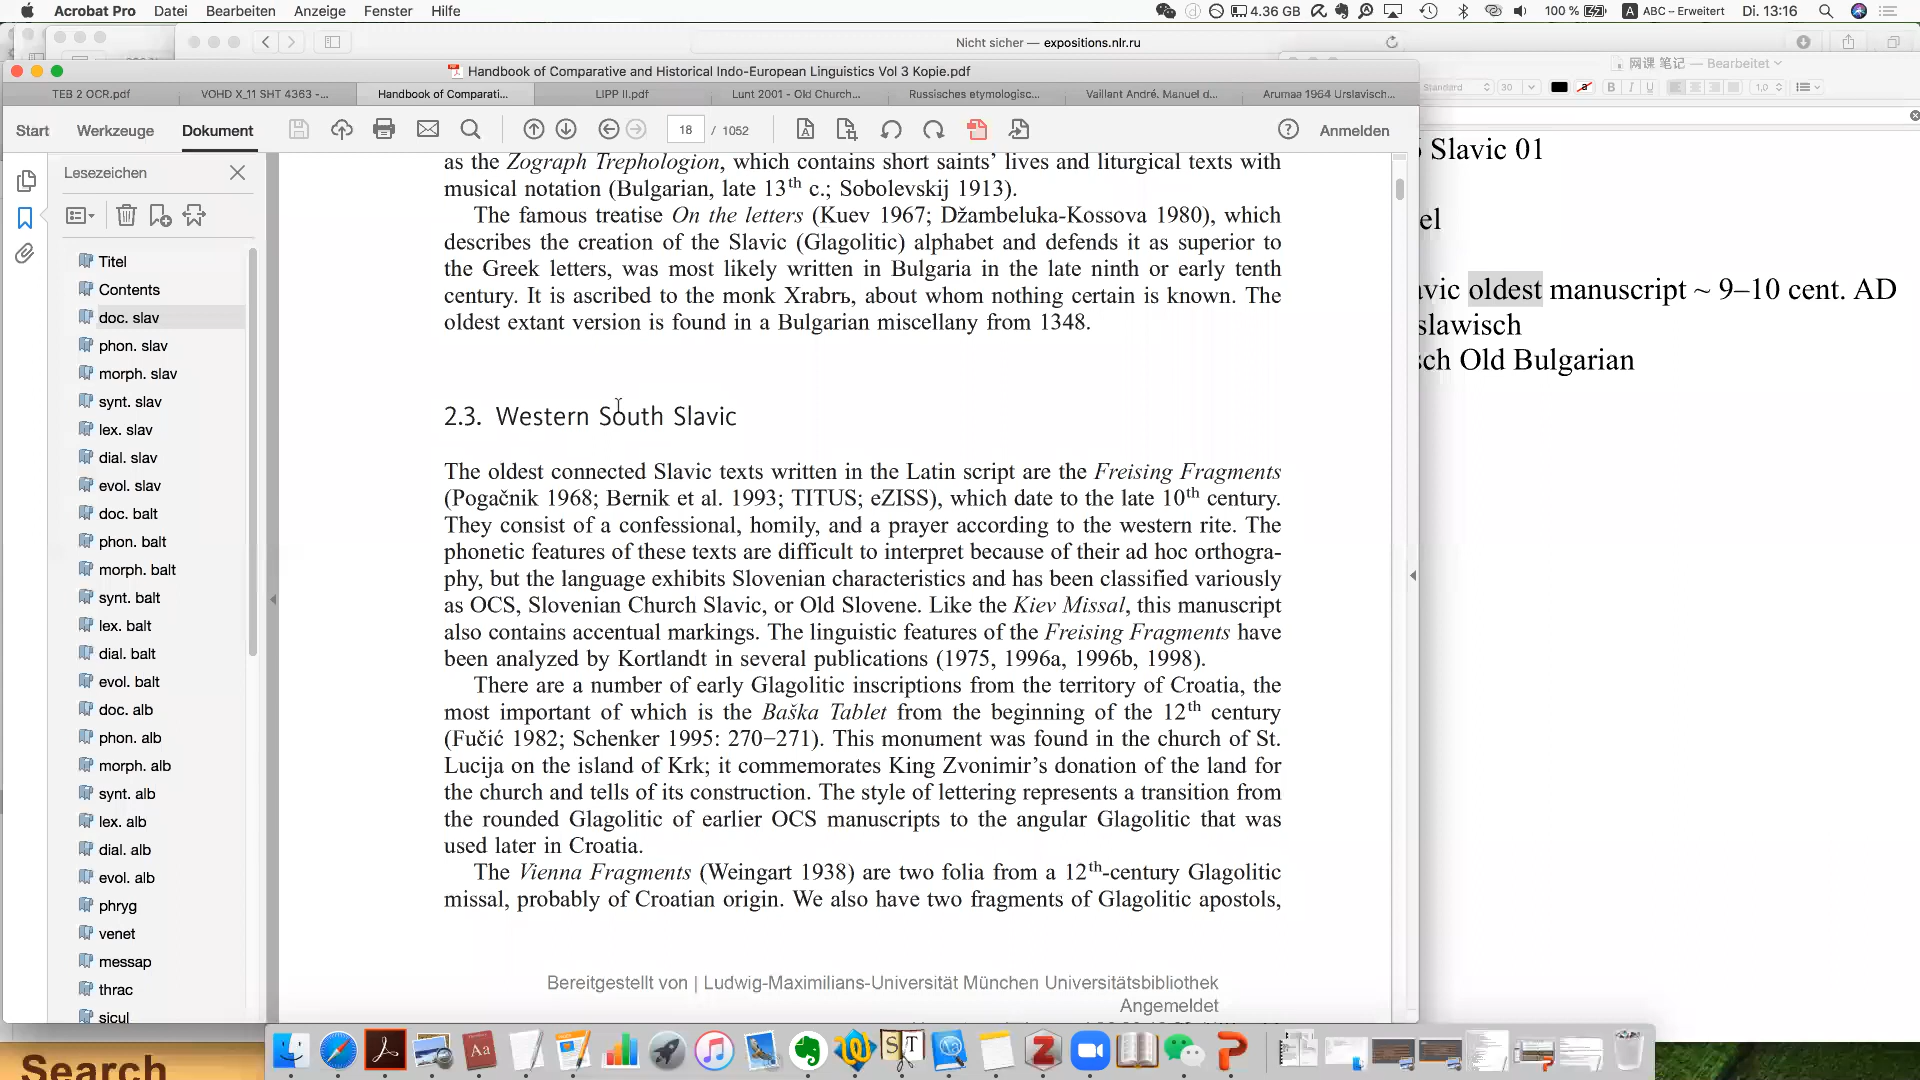 Acrobat Pro Datei Bearbeiten Anzeige Fenster Hilfe 4.36 GB 100 % A ABC – Erweitert Di. 13:16
Nicht sicher — expositions.nlr.ru
Handbook of Comparative and Historical Indo-European Linguistics Vol 3 Kopie.pdf
网课 笔记 — Bearbeitet
TEB 2 OCR.pdf VOHD X_11 SHT 4363 -... Handbook of Comparati... LIPP II.pdf Lunt 2001 - Old Church... Russisches etymologisc... Vaillant André. Manuel d... Arumaa 1964 Urslavisch...
Standard 30 B I U 1,0
Start Werkzeuge Dokument 18 / 1052 Anmelden
Lesezeichen
Titel
Contents
doc. slav
phon. slav
morph. slav
synt. slav
lex. slav
dial. slav
evol. slav
doc. balt
phon. balt
morph. balt
synt. balt
lex. balt
dial. balt
evol. balt
doc. alb
phon. alb
morph. alb
synt. alb
lex. alb
dial. alb
evol. alb
phryg
venet
messap
thrac
sicul
as the Zograph Trephologion, which contains short saints’ lives and liturgical texts with
musical notation (Bulgarian, late 13th c.; Sobolevskij 1913).
The famous treatise On the letters (Kuev 1967; Džambeluka-Kossova 1980), which
describes the creation of the Slavic (Glagolitic) alphabet and defends it as superior to
the Greek letters, was most likely written in Bulgaria in the late ninth or early tenth
century. It is ascribed to the monk Xrabrъ, about whom nothing certain is known. The
oldest extant version is found in a Bulgarian miscellany from 1348.
2.3. Western South Slavic
The oldest connected Slavic texts written in the Latin script are the Freising Fragments
(Pogačnik 1968; Bernik et al. 1993; TITUS; eZISS), which date to the late 10th century.
They consist of a confessional, homily, and a prayer according to the western rite. The
phonetic features of these texts are difficult to interpret because of their ad hoc orthogra-
phy, but the language exhibits Slovenian characteristics and has been classified variously
as OCS, Slovenian Church Slavic, or Old Slovene. Like the Kiev Missal, this manuscript
also contains accentual markings. The linguistic features of the Freising Fragments have
been analyzed by Kortlandt in several publications (1975, 1996a, 1996b, 1998).
There are a number of early Glagolitic inscriptions from the territory of Croatia, the
most important of which is the Baška Tablet from the beginning of the 12th century
(Fučić 1982; Schenker 1995: 270−271). This monument was found in the church of St.
Lucija on the island of Krk; it commemorates King Zvonimir’s donation of the land for
the church and tells of its construction. The style of lettering represents a transition from
the rounded Glagolitic of earlier OCS manuscripts to the angular Glagolitic that was
used later in Croatia.
The Vienna Fragments (Weingart 1938) are two folia from a 12th-century Glagolitic
missal, probably of Croatian origin. We also have two fragments of Glagolitic apostols,
Bereitgestellt von | Ludwig-Maximilians-Universität München Universitätsbibliothek
Angemeldet
Slavic 01
el
vic oldest manuscript ~ 9–10 cent. AD
slawisch
sch Old Bulgarian
Search